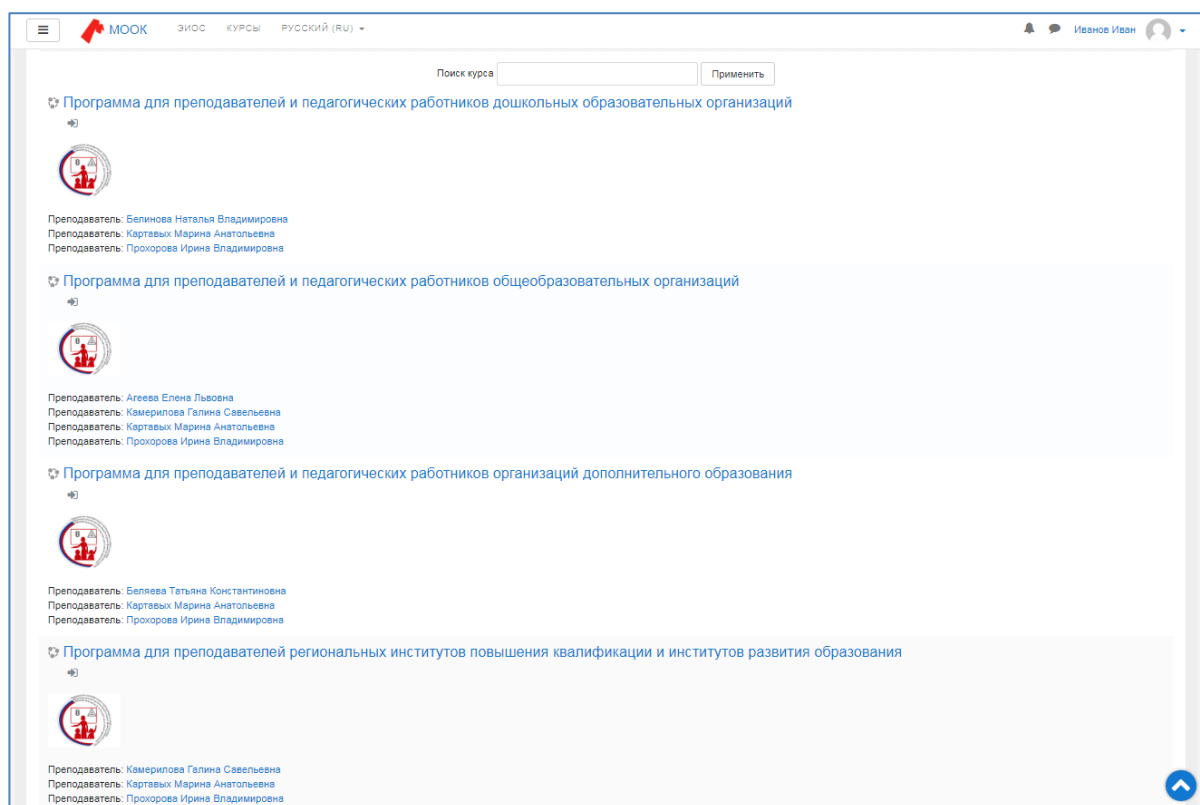 МООК ЭИОС КУРСЫ РУССКИЙ (RU) Иванов Иван
Поиск курса Применить
Программа для преподавателей и педагогических работников дошкольных образовательных организаций
Преподаватель: Белинова Наталья Владимировна
Преподаватель: Картавых Марина Анатольевна
Преподаватель: Прохорова Ирина Владимировна
Программа для преподавателей и педагогических работников общеобразовательных организаций
Преподаватель: Агеева Елена Львовна
Преподаватель: Камерилова Галина Савельевна
Преподаватель: Картавых Марина Анатольевна
Преподаватель: Прохорова Ирина Владимировна
Программа для преподавателей и педагогических работников организаций дополнительного образования
Преподаватель: Беляева Татьяна Константиновна
Преподаватель: Картавых Марина Анатольевна
Преподаватель: Прохорова Ирина Владимировна
Программа для преподавателей региональных институтов повышения квалификации и институтов развития образования
Преподаватель: Камерилова Галина Савельевна
Преподаватель: Картавых Марина Анатольевна
Преподаватель: Прохорова Ирина Владимировна